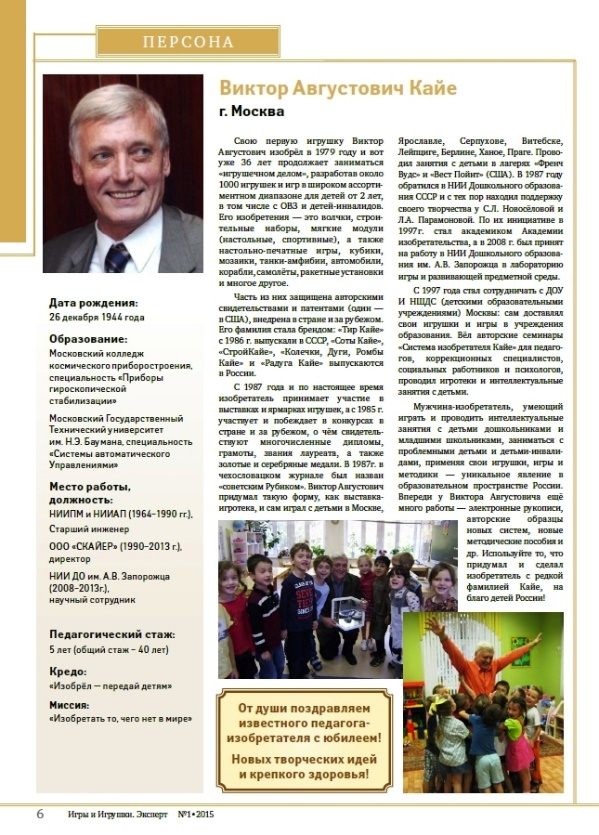 ПЕРСОНА
Виктор Августович Кайе
г. Москва
Дата рождения:
26 декабря 1944 года
Образование:
Московский колледж
космического приборостроения,
специальность «Приборы
гироскопической
стабилизации»
Московский Государственный
Технический университет
им. Н.Э. Баумана, специальность
«Системы автоматического
Управлениями»
Место работы,
должность:
НИИПМ и НИИАП (1964–1990 гг.),
Старший инженер
ООО «СКАЙЕР» (1990–2013 г.),
директор
НИИ ДО им. А.В. Запорожца
(2008–2013г.),
научный сотрудник
Педагогический стаж:
5 лет (общий стаж – 40 лет)
Кредо:
«Изобрёл — передай детям»
Миссия:
«Изобретать то, чего нет в мире»
Свою первую игрушку Виктор
Августович изобрёл в 1979 году и вот
уже 36 лет продолжает заниматься
«игрушечным делом», разработал около
1000 игрушек и игр в широком ассорти-
ментном диапазоне для детей от 2 лет,
в том числе с ОВЗ и детей-инвалидов.
Его изобретения — это волчки, строи-
тельные наборы, мягкие модули
(настольные, спортивные), а также
настольно-печатные игры, кубики,
мозаики, танки-амфибии, автомобили,
корабли, самолёты, ракетные установки
и многое другое.
Часть из них защищена авторскими
свидетельствами и патентами (один —
в США), внедрена в стране и за рубежом.
Его фамилия стала брендом: «Тир Кайе»
с 1986 г. выпускали в СССР, «Соты Кайе»,
«СтройКайе», «Колечки, Дуги, Ромбы
Кайе» и «Радуга Кайе» выпускаются
в России.
С 1987 года и по настоящее время
изобретатель принимает участие в
выставках и ярмарках игрушек, а с 1985 г.
участвует и побеждает в конкурсах в
стране и за рубежом, о чём свидетель-
ствуют многочисленные дипломы,
грамоты, звания лауреата, а также
золотые и серебряные медали. В 1987г. в
чехословацком журнале был назван
«советским Рубиком». Виктор Августович
придумал такую форму, как выставка-
игротека, и сам играл с детьми в Москве,
Ярославле, Серпухове, Витебске,
Лейпциге, Берлине, Ханое, Праге. Прово-
дил занятия с детьми в лагерях «Френч
Вудс» и «Вест Пойнт» (США). В 1987 году
обратился в НИИ Дошкольного образова-
ния СССР и с тех пор находил поддержку
своего творчества у С.Л. Новосёловой и
Л.А. Парамоновой. По их инициативе в
1997г. стал академиком Академии
изобретательства, а в 2008 г. был принят
на работу в НИИ Дошкольного образова-
ния им. А.В. Запорожца в лабораторию
игры и развивающей предметной среды.
С 1997 года стал сотрудничать с ДОУ
И НШДС (детскими образовательными
учреждениями) Москвы: сам доставлял
свои игрушки и игры в учреждения
образования. Вёл авторские семинары
«Система изобретателя Кайе» для педаго-
гов, коррекционных специалистов,
социальных работников и психологов,
проводил игротеки и интеллектуальные
занятия с детьми.
Мужчина-изобретатель, умеющий
играть и проводить интеллектуальные
занятия с детьми дошкольниками и
младшими школьниками, заниматься с
проблемными детьми и детьми-инвали-
дами, применяя свои игрушки, игры и
методики — уникальное явление в
образовательном пространстве России.
Впереди у Виктора Августовича ещё
много работы — электронные рукописи,
авторские образцы
новых систем, новые
методические пособия и
др. Используйте то, что
придумал и сделал
изобретатель с редкой
фамилией Кайе, на
благо детей России!
От души поздравляем
известного педагога-
изобретателя с юбилеем!
Новых творческих идей
и крепкого здоровья!
6 Игры и Игрушки. Эксперт №1•2015